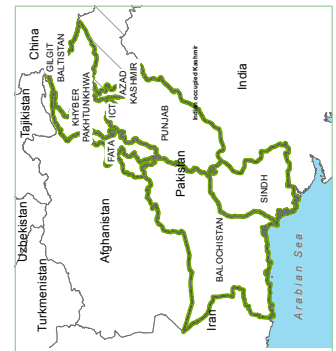 China
Tajikistan
Uzbekistan
Turkmenistan
GILGIT
BALTISTAN
KHYBER
PAKHTUNKHWA
AZAD
KASHMIR
ICT
FATA
Indian occupied Kashmir
Afghanistan
PUNJAB
India
Pakistan
BALOCHISTAN
SINDH
Iran
Arabian Sea